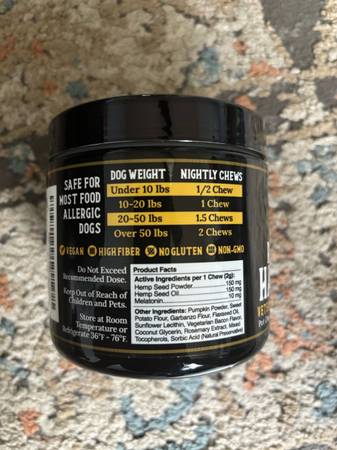 SAFE FOR
MOST FOOD
ALLERGIC
DOGS
DOG WEIGHT NIGHTLY CHEWS
Under 10 lbs 1/2 Chew
10-20 lbs 1 Chew
20-50 lbs 1.5 Chews
Over 50 lbs 2 Chews
VEGAN HIGH FIBER NO GLUTEN NON-GMO
Do Not Exceed
Recommended Dose.
Keep Out of Reach of
Children and Pets.
Store at Room
Temperature or
Refrigerate 36°F - 76°F.
Product Facts
Active Ingredients per 1 Chew (2g):
Hemp Seed Powder 150 mg
Hemp Seed Oil 150 mg
Melatonin 10 mg
Other Ingredients: Pumpkin Powder, Sweet
Potato Flour, Garbanzo Flour, Flaxseed Oil,
Sunflower Lecithin, Vegetarian Bacon Flavor,
Coconut Glycerin, Rosemary Extract, Mixed
Tocopherols, Sorbic Acid (Natural Preservative)